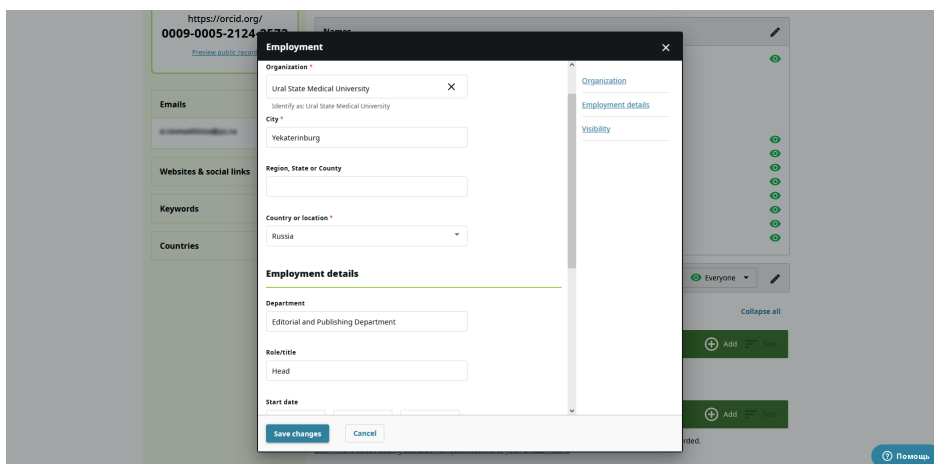 https://orcid.org/
0009-0005-2124-
Preview public record
Emails
Websites & social links
Keywords
Countries
Names
Employment
Organization *
Ural State Medical University
Identify as: Ural State Medical University
City *
Yekaterinburg
Region, State or County
Country or location *
Russia
Employment details
Department
Editorial and Publishing Department
Role/title
Head
Start date
Save changes
Cancel
Organization
Employment details
Visibility
Everyone
Collapse all
Add
Sort
Add
Sort
rded.
Помощь